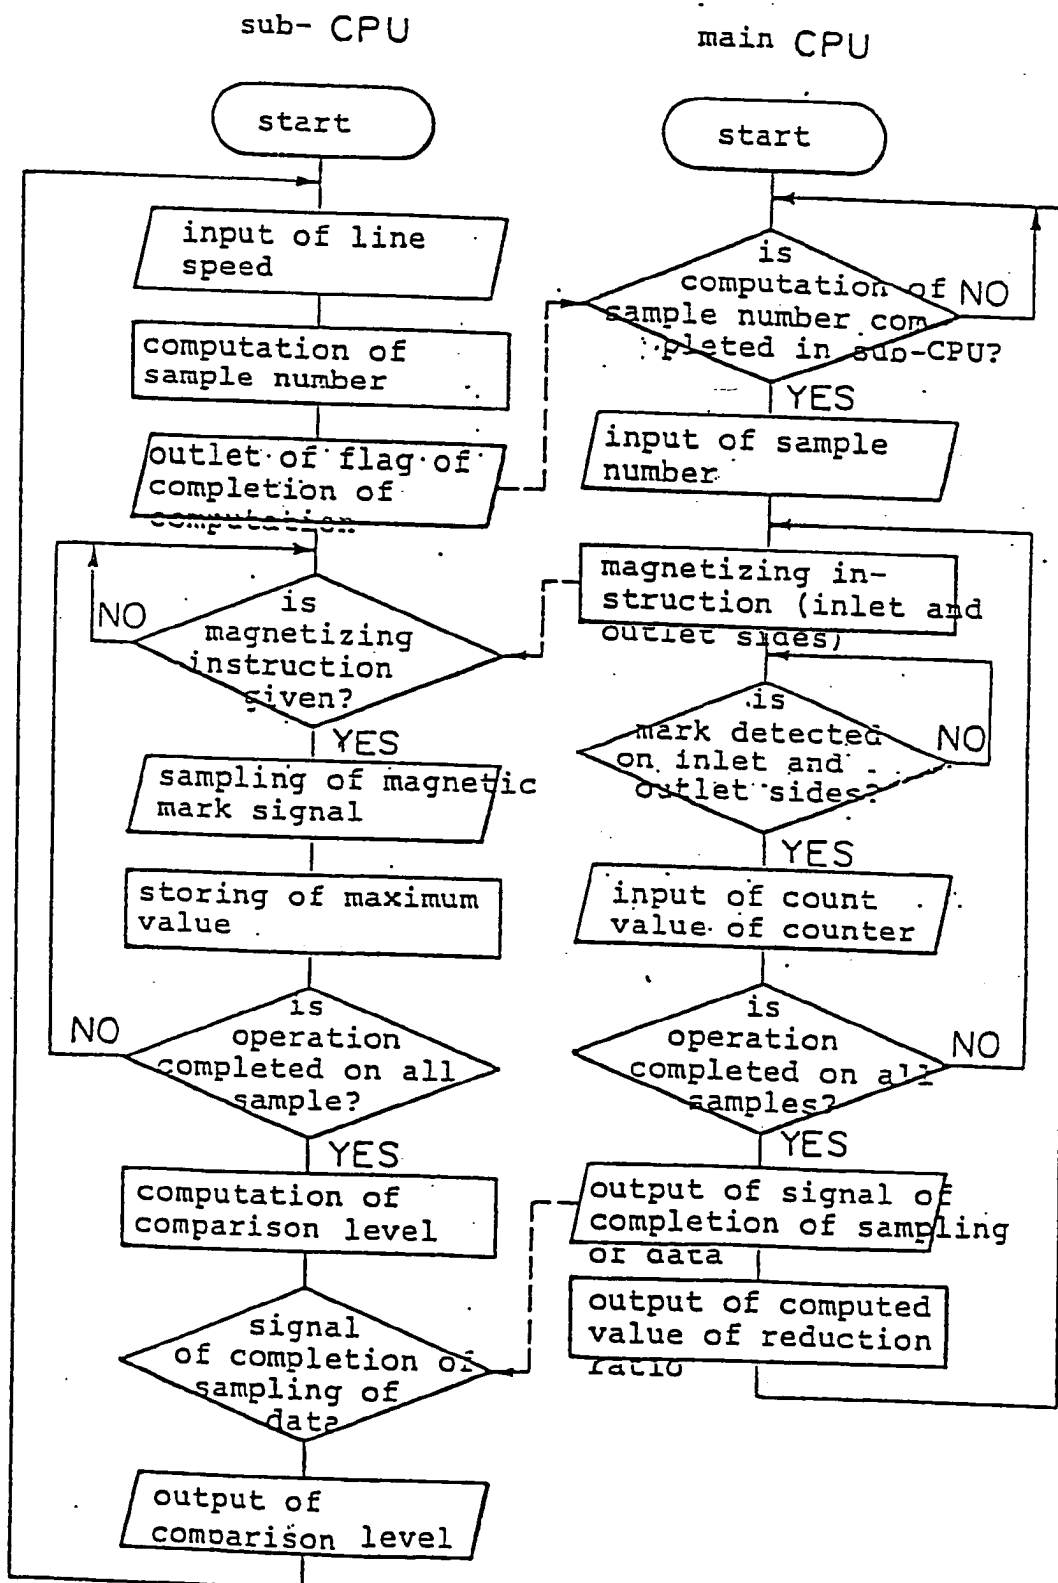 sub- CPU
start
input of line
speed
computation of
sample number
outlet of flag of
completion of
computation
NO
is
magnetizing
instruction
given?
YES
sampling of magnetic
mark signal
storing of maximum
value
NO
is
operation
completed on all
sample?
YES
computation of
comparison level
signal
of completion of
sampling of
data
output of
comparison level
main CPU
start
is
computation of
NO
sample number com
pleted in sub-CPU?
YES
input of sample
number
magnetizing in-
struction (inlet and
outlet sides)
is
mark detected
NO
on inlet and
outlet sides?
YES
input of count
value of counter
is
operation
NO
completed on all
samples?
YES
output of signal of
completion of sampling
of data
output of computed
value of reduction
ratio